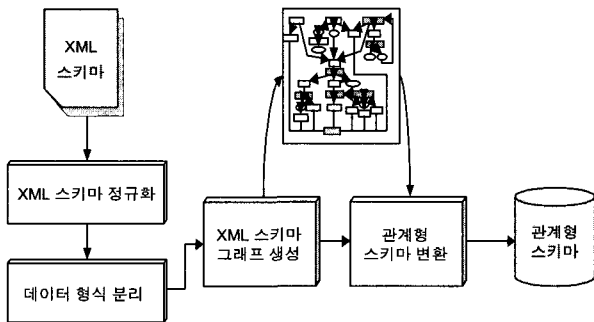 XML
스키마
XML 스키마 정규화
데이터 형식 분리
XML 스키마
그래프 생성
관계형
스키마 변환
관계형
스키마